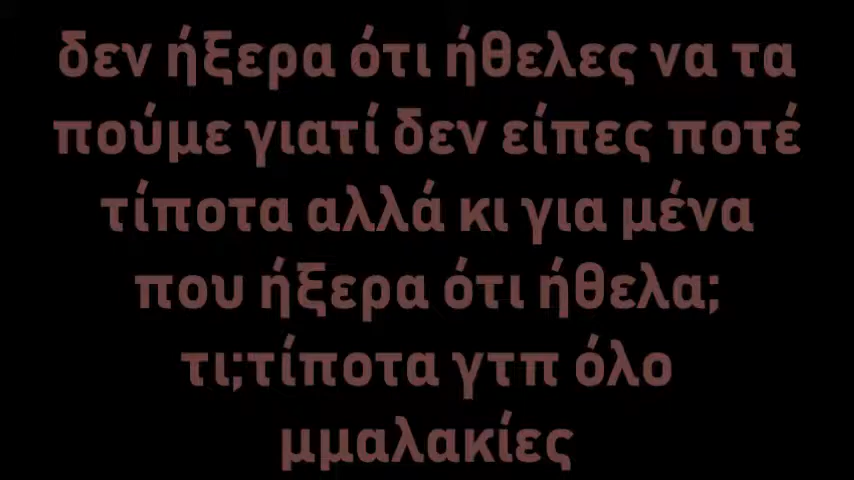 δεν ήξερα ότι ήθελες να τα
πούμε γιατί δεν είπες ποτέ
τίποτα αλλά κι για μένα
που ήξερα ότι ήθελα;
τι;τίποτα γτπ όλο
μμαλακίες